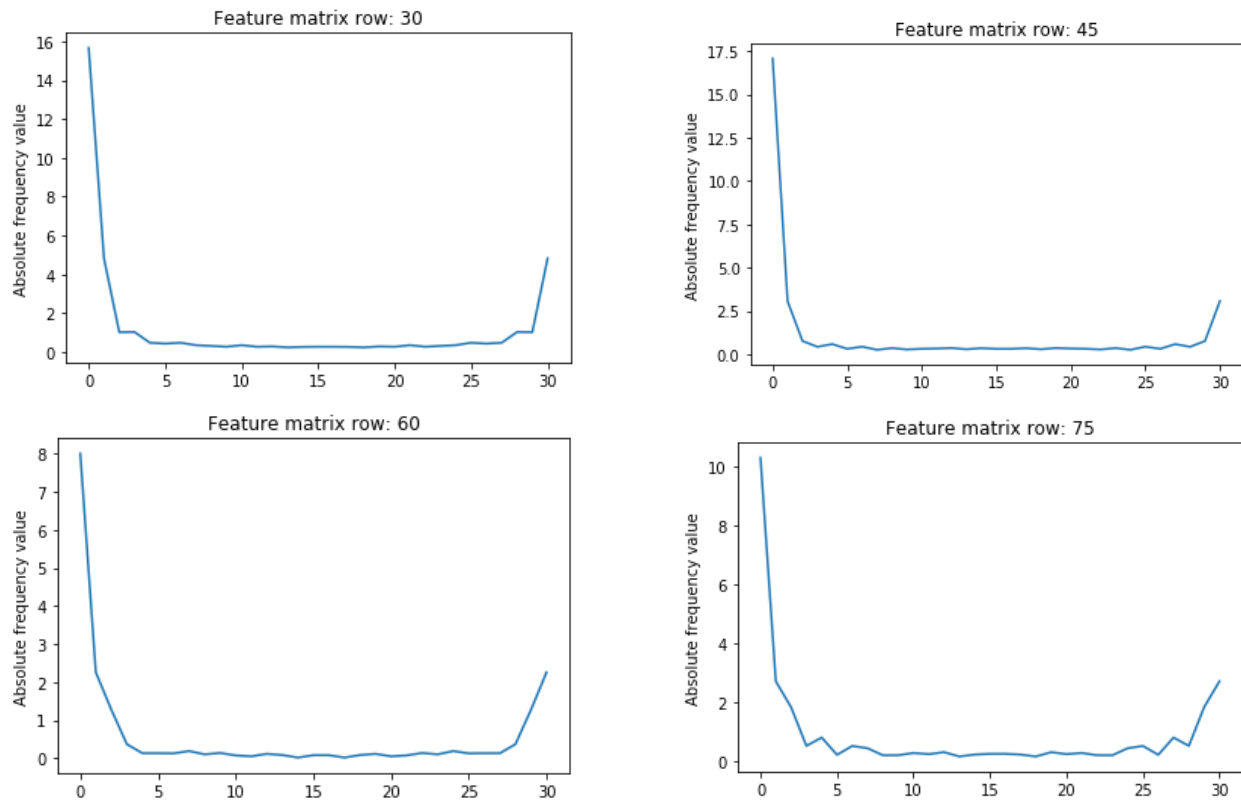 Feature matrix row: 30
Absolute frequency value
16
14
12
10
8
6
4
2
0
0 5 10 15 20 25 30
Feature matrix row: 45
Absolute frequency value
17.5
15.0
12.5
10.0
7.5
5.0
2.5
0.0
0 5 10 15 20 25 30
Feature matrix row: 60
Absolute frequency value
8
7
6
5
4
3
2
1
0
0 5 10 15 20 25 30
Feature matrix row: 75
Absolute frequency value
10
8
6
4
2
0
0 5 10 15 20 25 30